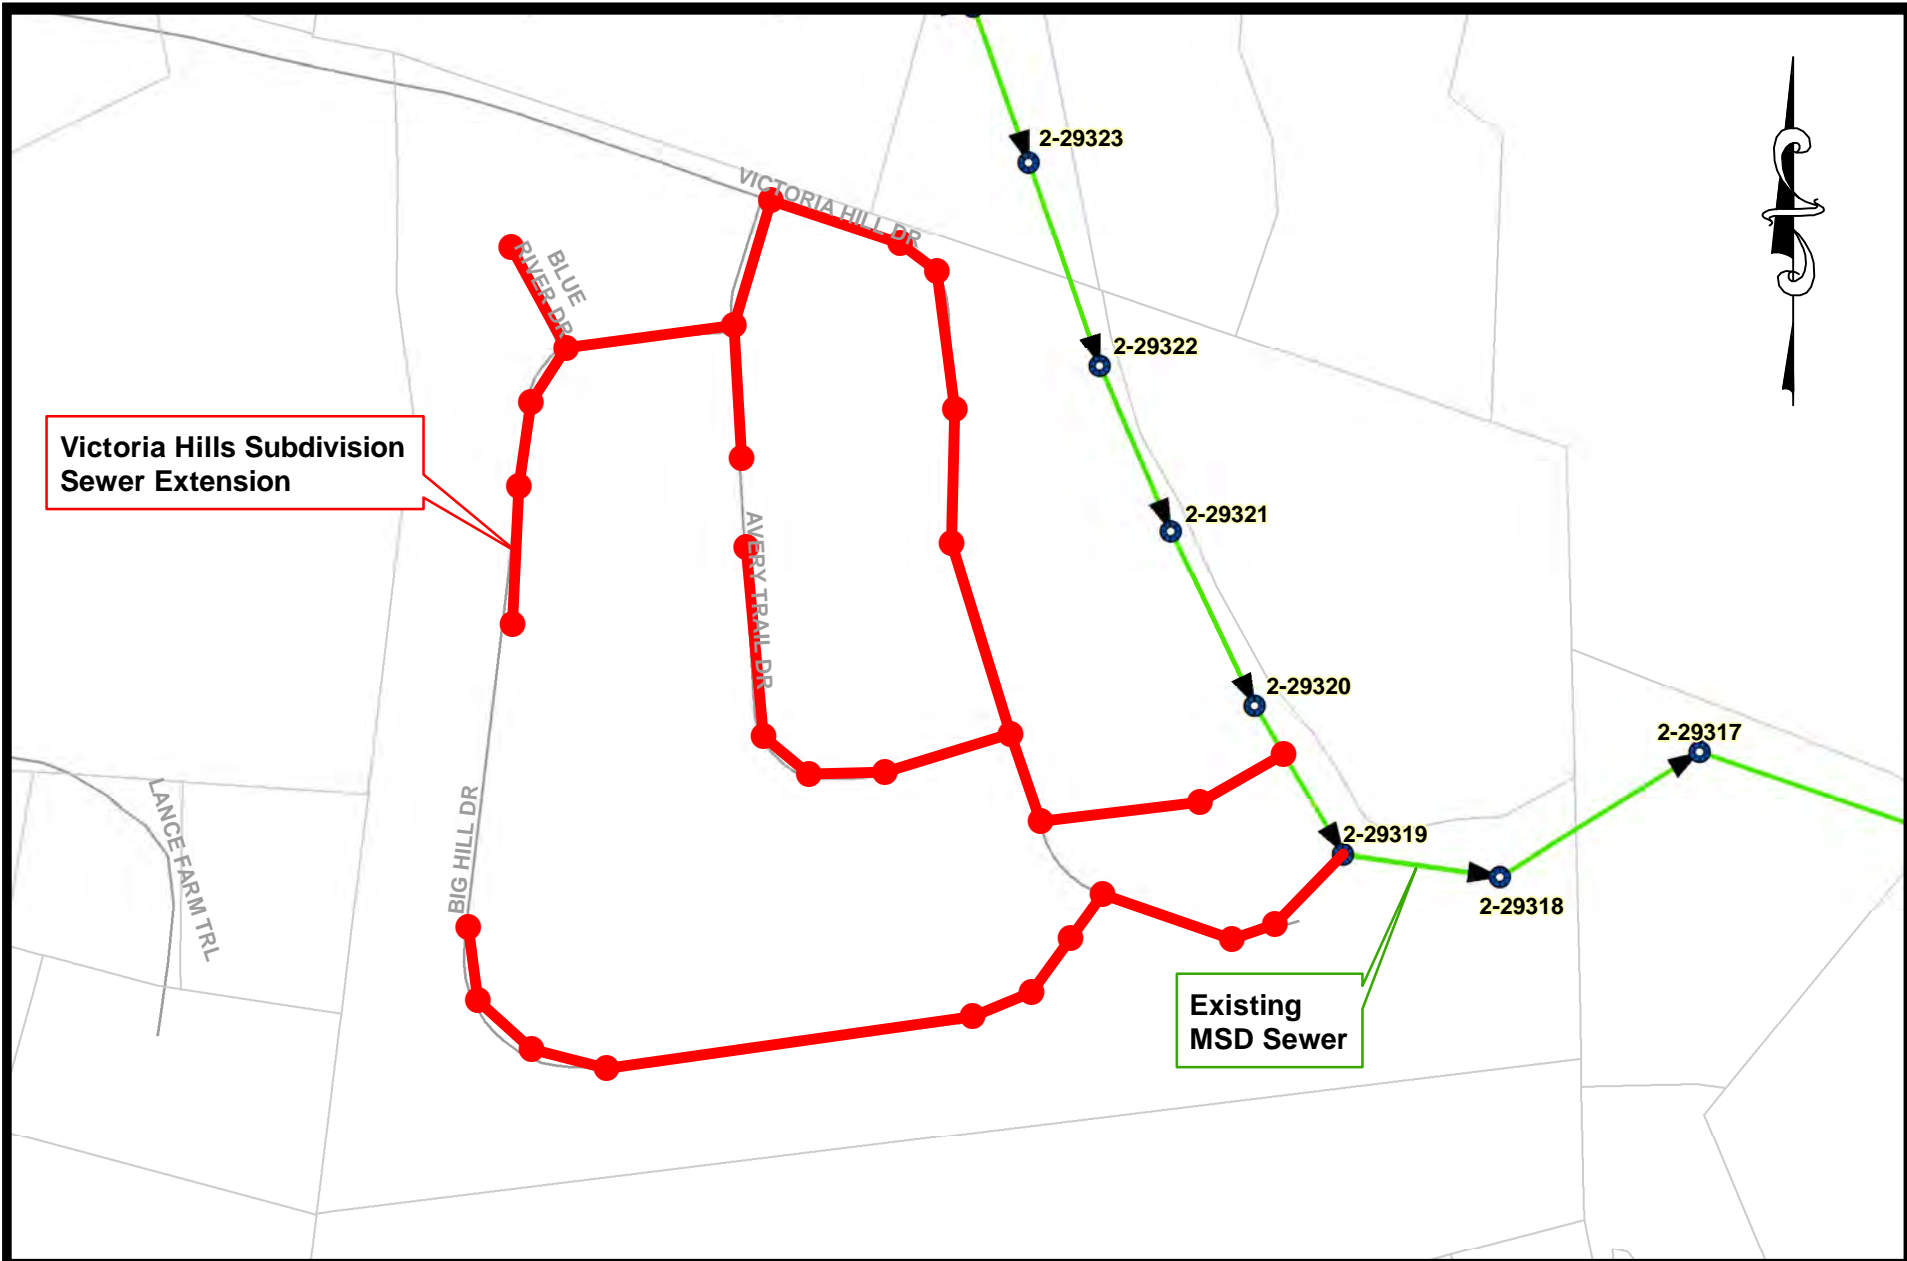 2-29323
VICTORIA HILL DR
BLUE
RIVER DR
2-29322
Victoria Hills Subdivision
Sewer Extension
2-29321
AVERY TRAIL DR
2-29320
2-29317
LANCE FARM TRL
BIG HILL DR
2-29319
2-29318
Existing
MSD Sewer